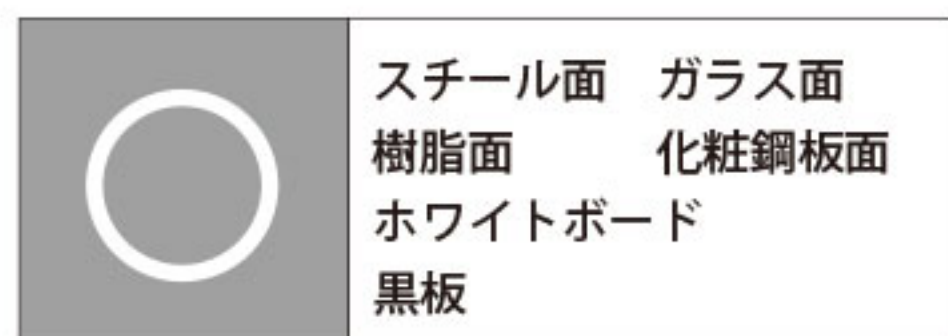 スチール面　ガラス面
樹脂面　化粧鋼板面
ホワイトボード
黒板